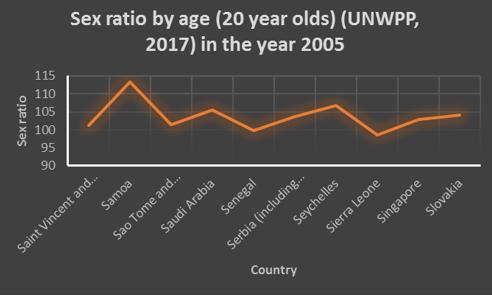 Sex ratio by age (20 year olds) (UNWPP,
2017) in the year 2005
115
110
105
100
95
90
Sex ratio
Saint Vincent and...
Samoa
Sao Tome and...
Saudi Arabia
Senegal
Serbia (including...
Seychelles
Sierra Leone
Singapore
Slovakia
Country